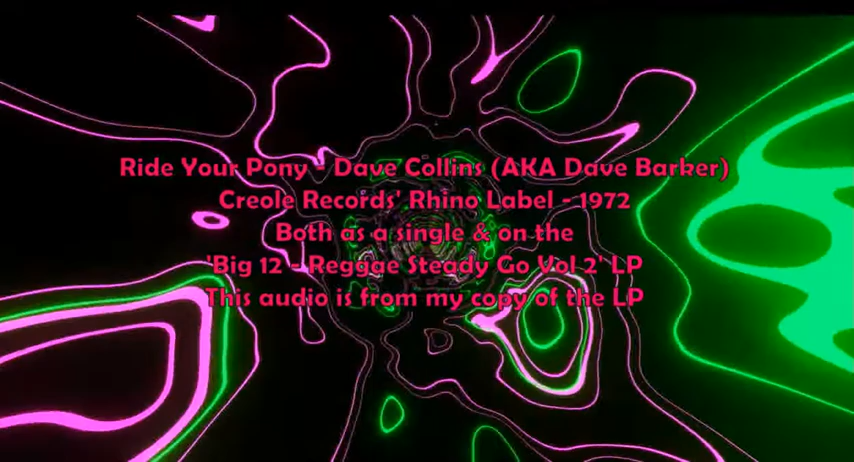 Ride Your Pony - Dave Collins (AKA Dave Barker)
Creole Records' Rhino Label - 1972
Both as a single & on the
'Big 12 - Reggae Steady Go Vol 2' LP
This audio is from my copy of the LP